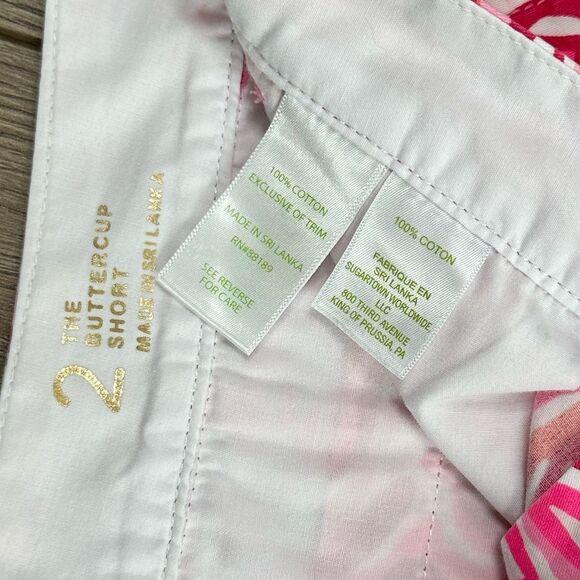 2
THE
BUTTERCUP
SHORT
MADE IN SRI LANKA
100% COTTON
EXCLUSIVE OF TRIM
MADE IN SRI LANKA
RN#88189
SEE REVERSE
FOR CARE
100% COTON
FABRIQUE EN
SRI LANKA
SUGARTOWN WORLDWIDE
LLC
800 THIRD AVENUE
KING OF PRUSSIA, PA